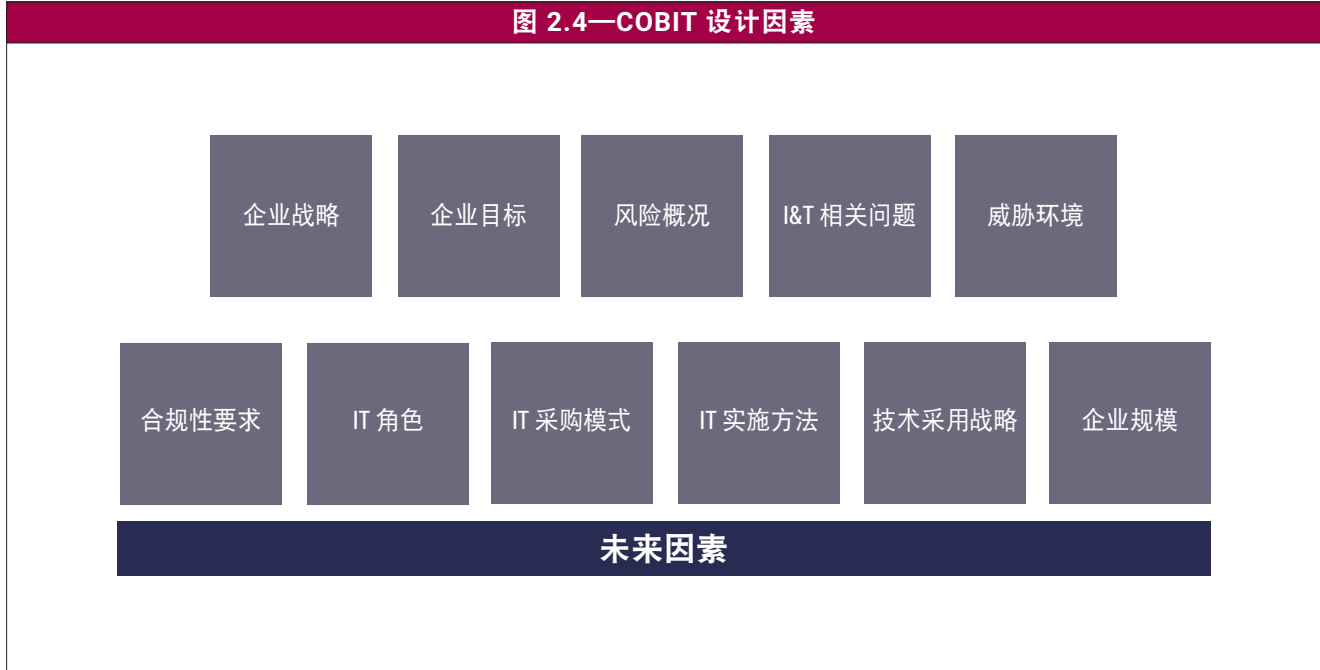 图 2.4—COBIT 设计因素
企业战略
企业目标
风险概况
I&T 相关问题
威胁环境
合规性要求
IT 角色
IT 采购模式
IT 实施方法
技术采用战略
企业规模
未来因素